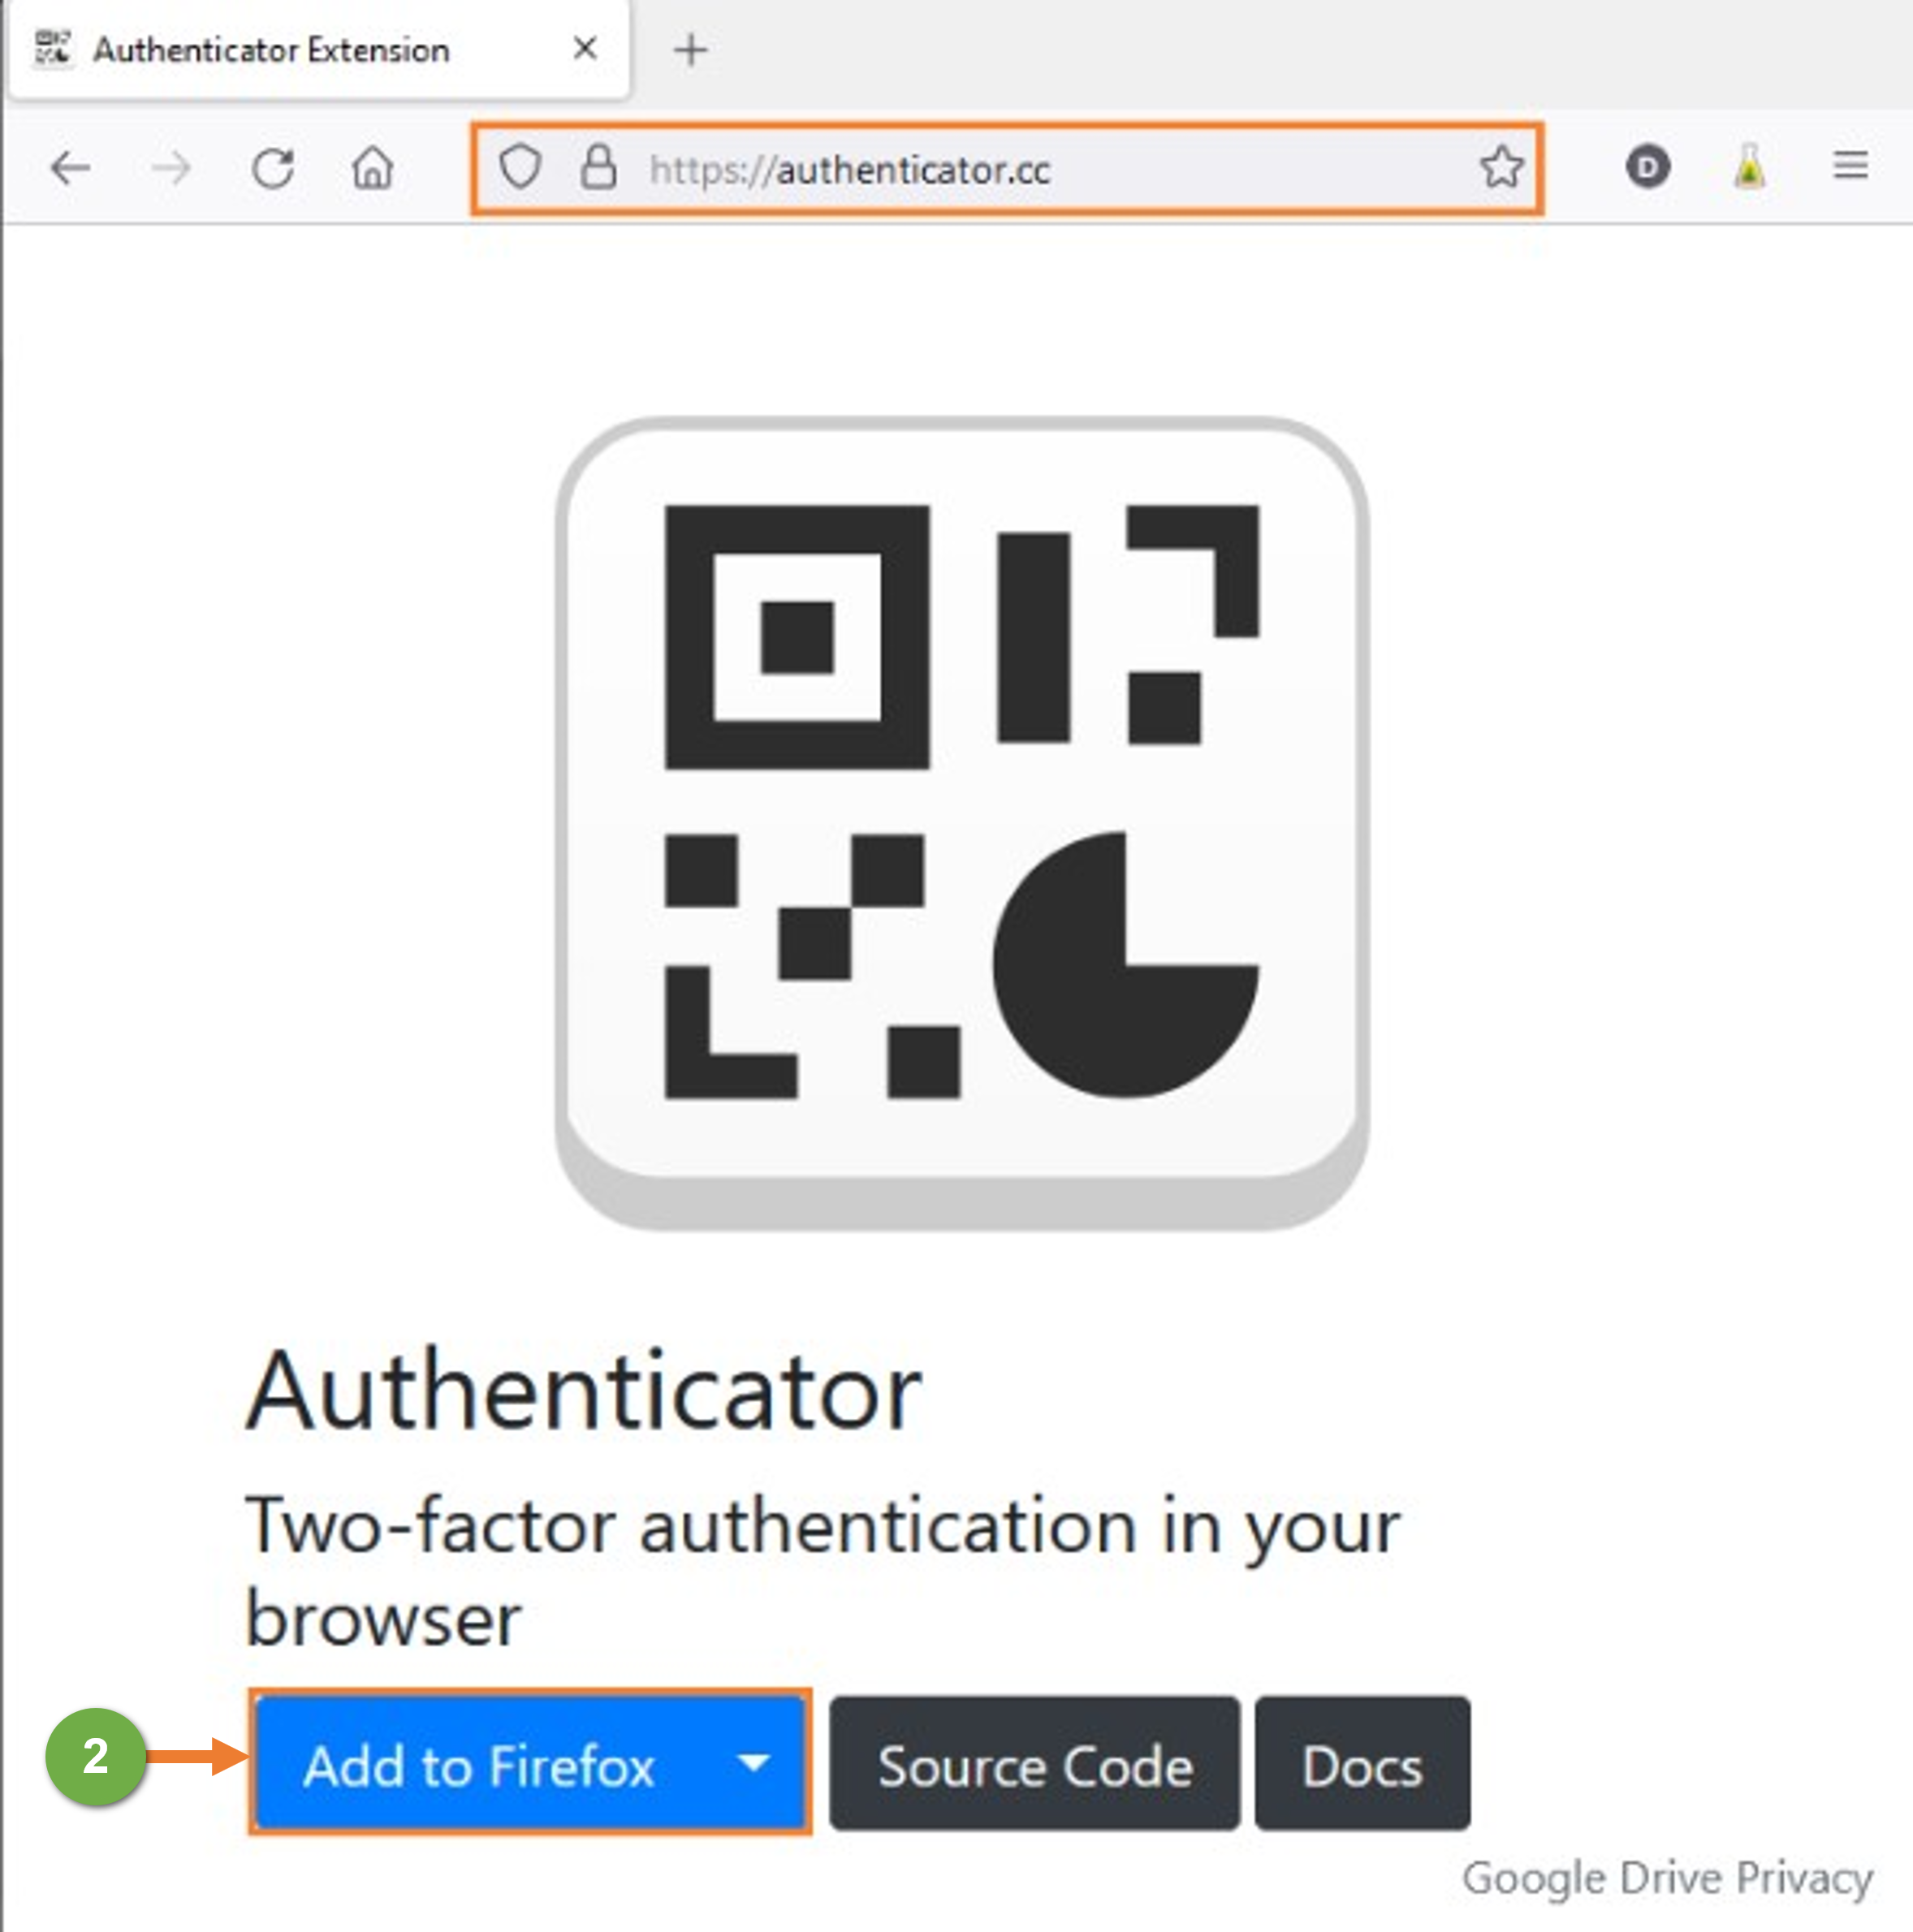 Authenticator Extension
https://authenticator.cc
D
Authenticator
Two-factor authentication in your
browser
2
Add to Firefox
Source Code
Docs
Google Drive Privacy